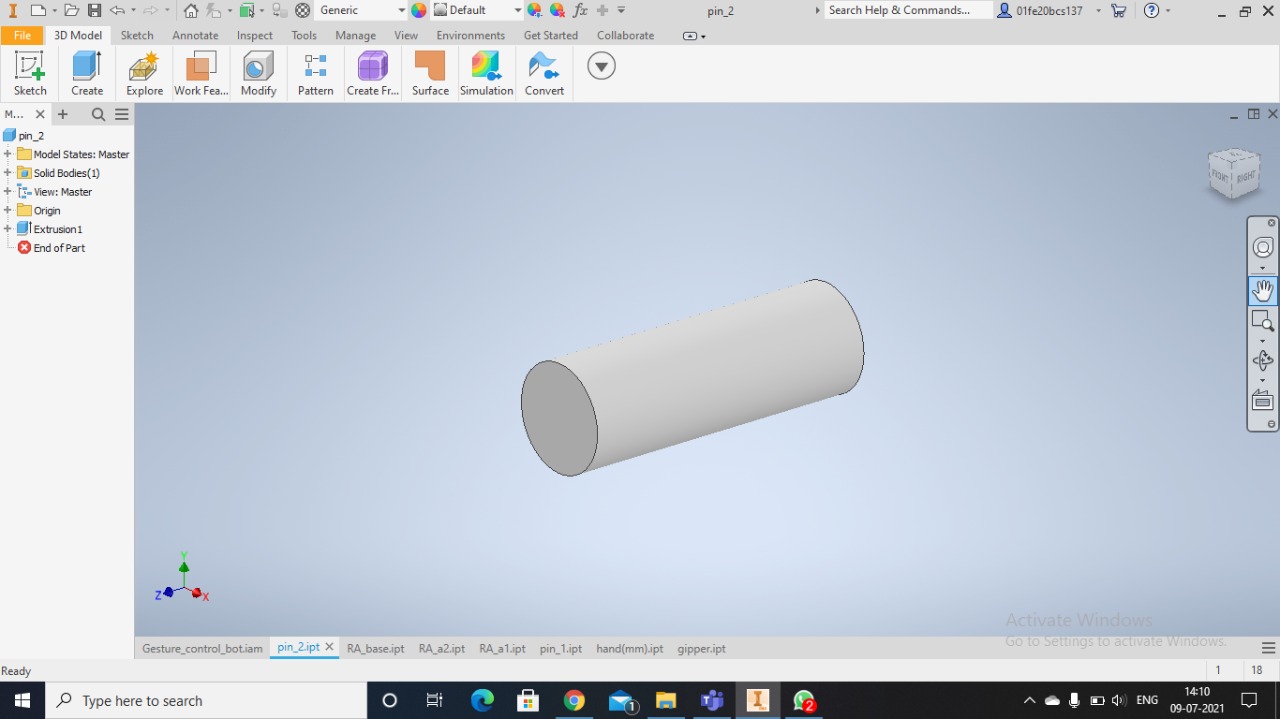 Generic
Default
fx
pin_2
Search Help & Commands...
01fe20bcs137
File 3D Model Sketch Annotate Inspect Tools Manage View Environments Get Started Collaborate
Sketch Create Explore Work Fea... Modify Pattern Create Fr... Surface Simulation Convert
M...
pin_2
Model States: Master
Solid Bodies(1)
View: Master
Origin
Extrusion1
End of Part
FRONT RIGHT
Y
Z X
Activate Windows
Go to Settings to activate Windows.
Gesture_control_bot.iam pin_2.ipt RA_base.ipt RA_a2.ipt RA_a1.ipt pin_1.ipt hand(mm).ipt gipper.ipt
Ready 1 18
Type here to search
1
2
ENG
14:10
09-07-2021